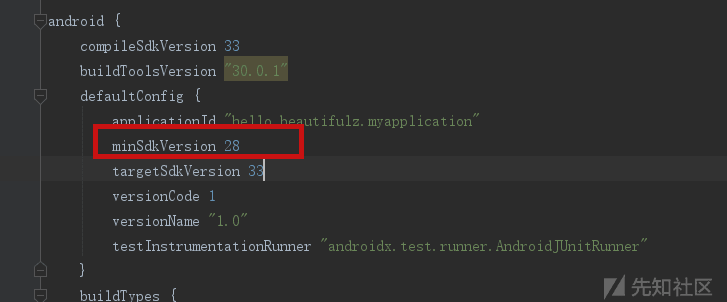 android {
compileSdkVersion 33
buildToolsVersion "30.0.1"
defaultConfig {
applicationId "hello.beautifulz.myapplication"
minSdkVersion 28
targetSdkVersion 33
versionCode 1
versionName "1.0"
testInstrumentationRunner "androidx.test.runner.AndroidJUnitRunner"
}
buildTypes {
先知社区